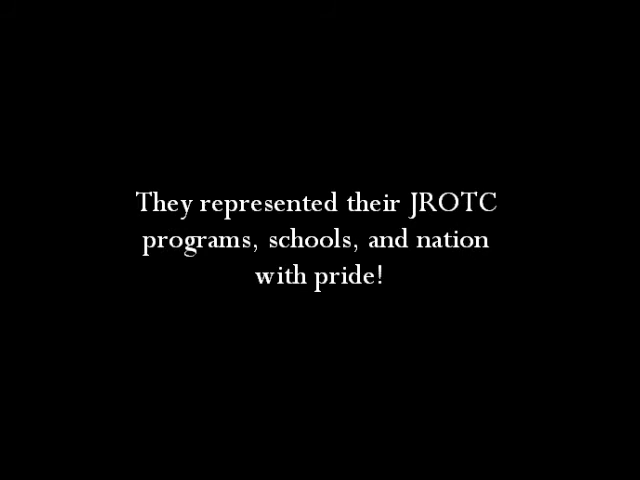 They represented their JROTC
programs, schools, and nation
with pride!